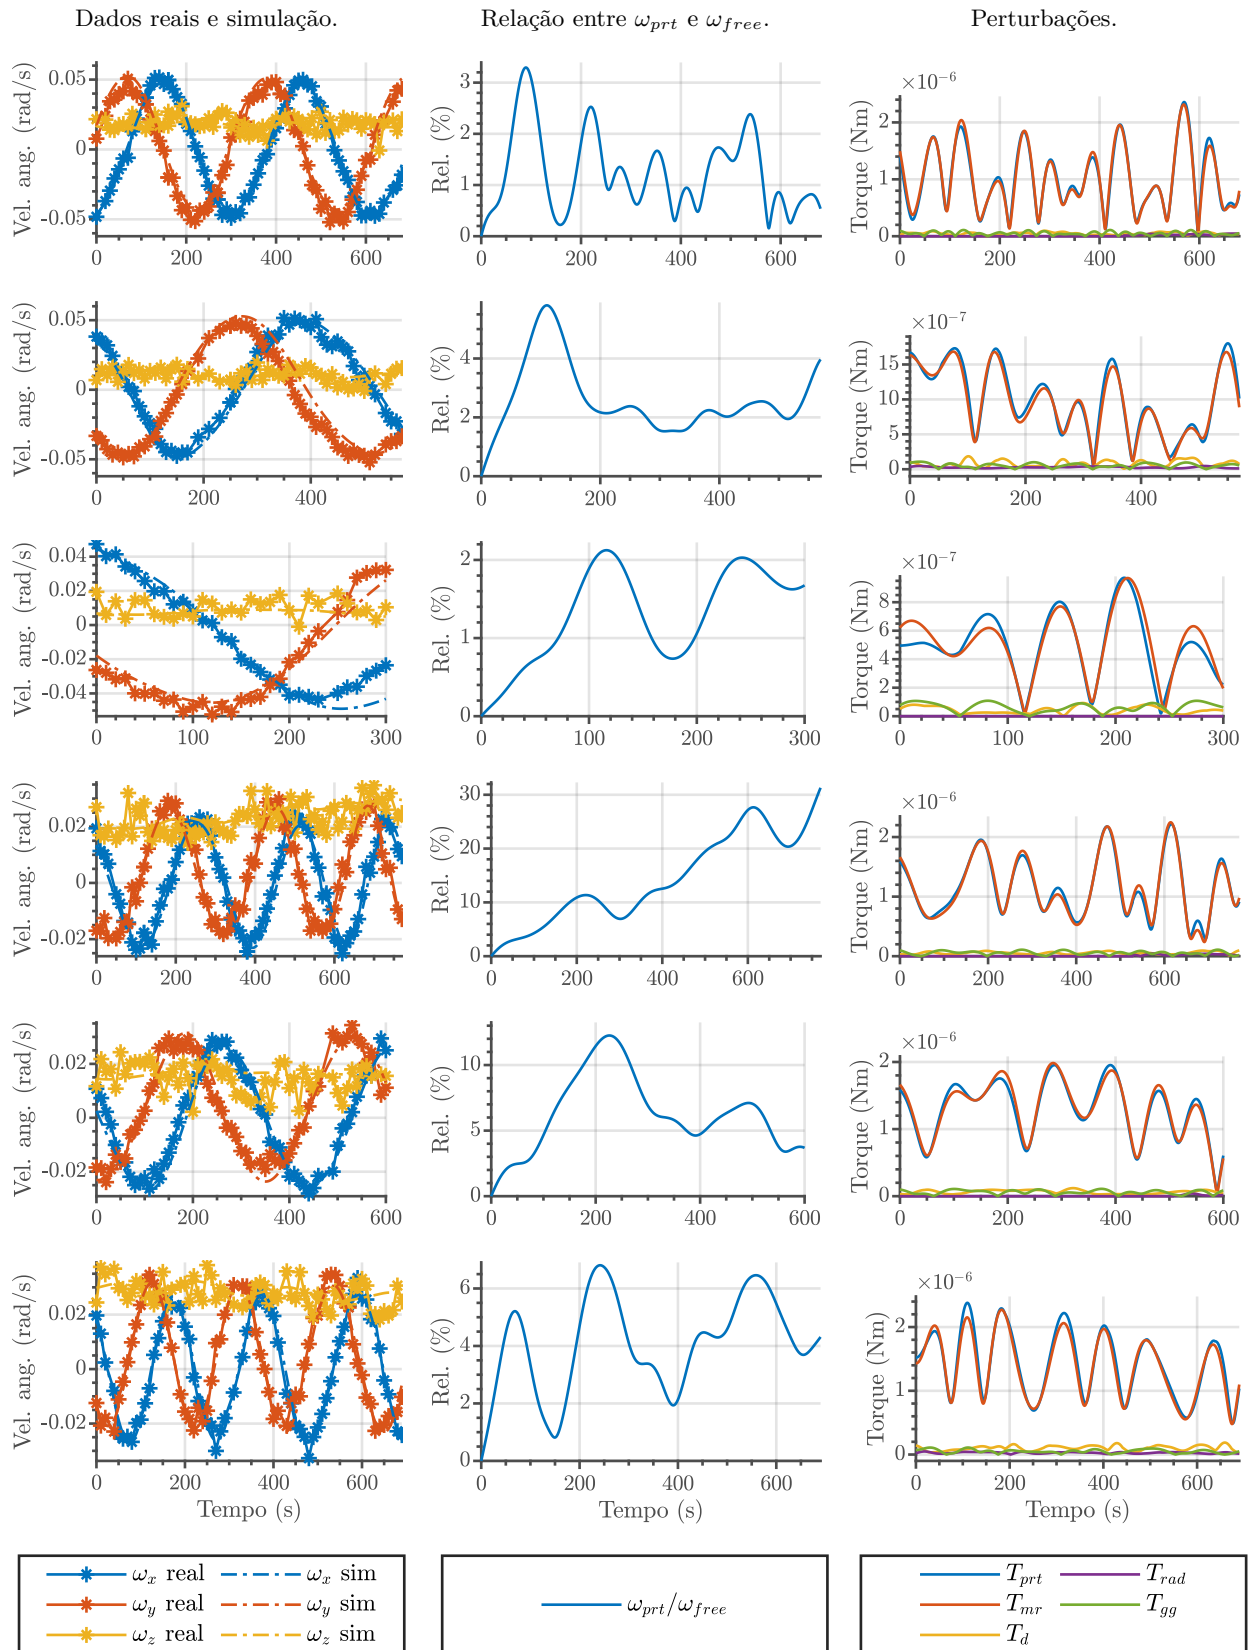 Dados reais e simulação.
Relação entre ω_prt e ω_free.
Perturbações.
Vel. ang. (rad/s)
0.05
0
-0.05
0 200 400 600
Rel. (%)
3
2
1
0
0 200 400 600
×10^-6
Torque (Nm)
2
1
0
0 200 400 600
Vel. ang. (rad/s)
0.05
0
-0.05
0 200 400
Rel. (%)
4
2
0
0 200 400
×10^-7
Torque (Nm)
15
10
5
0
0 200 400
Vel. ang. (rad/s)
0.04
0.02
0
-0.02
-0.04
0 100 200 300
Rel. (%)
2
1
0
0 100 200 300
×10^-7
Torque (Nm)
8
6
4
2
0
0 100 200 300
Vel. ang. (rad/s)
0.02
0
-0.02
0 200 400 600
Rel. (%)
30
20
10
0
0 200 400 600
×10^-6
Torque (Nm)
2
1
0
0 200 400 600
Vel. ang. (rad/s)
0.02
0
-0.02
0 200 400 600
Rel. (%)
10
5
0
0 200 400 600
×10^-6
Torque (Nm)
2
1
0
0 200 400 600
Vel. ang. (rad/s)
0.02
0
-0.02
0 200 400 600
Tempo (s)
Rel. (%)
6
4
2
0
0 200 400 600
Tempo (s)
×10^-6
Torque (Nm)
2
1
0
0 200 400 600
Tempo (s)
ω_x real ω_x sim
ω_y real ω_y sim
ω_z real ω_z sim
ω_prt/ω_free
T_prt T_rad
T_mr T_gg
T_d